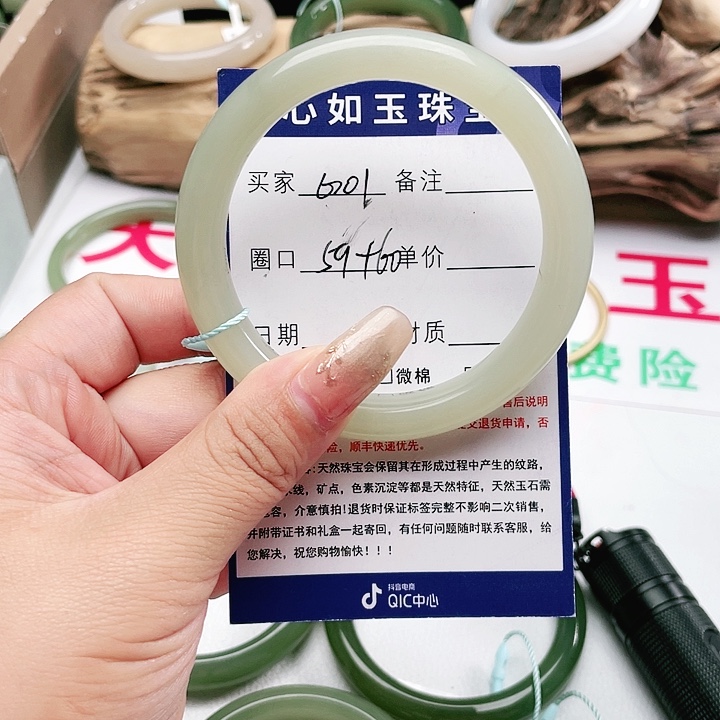 心如玉珠
买家 6201 备注
圈口 59+60 单价
日期 材质
微棉
天
玉
费险
售后说明
退货申请，否
险，顺丰快递优先。
:天然珠宝会保留其在形成过程中产生的纹路，
线，矿点，色素沉淀等都是天然特征，天然玉石需
容，介意慎拍!退货时保证标签完整不影响二次销售，
并附带证书和礼盒一起寄回，有任何问题随时联系客服，给
您解决，祝您购物愉快！！！
抖音电商
QIC中心